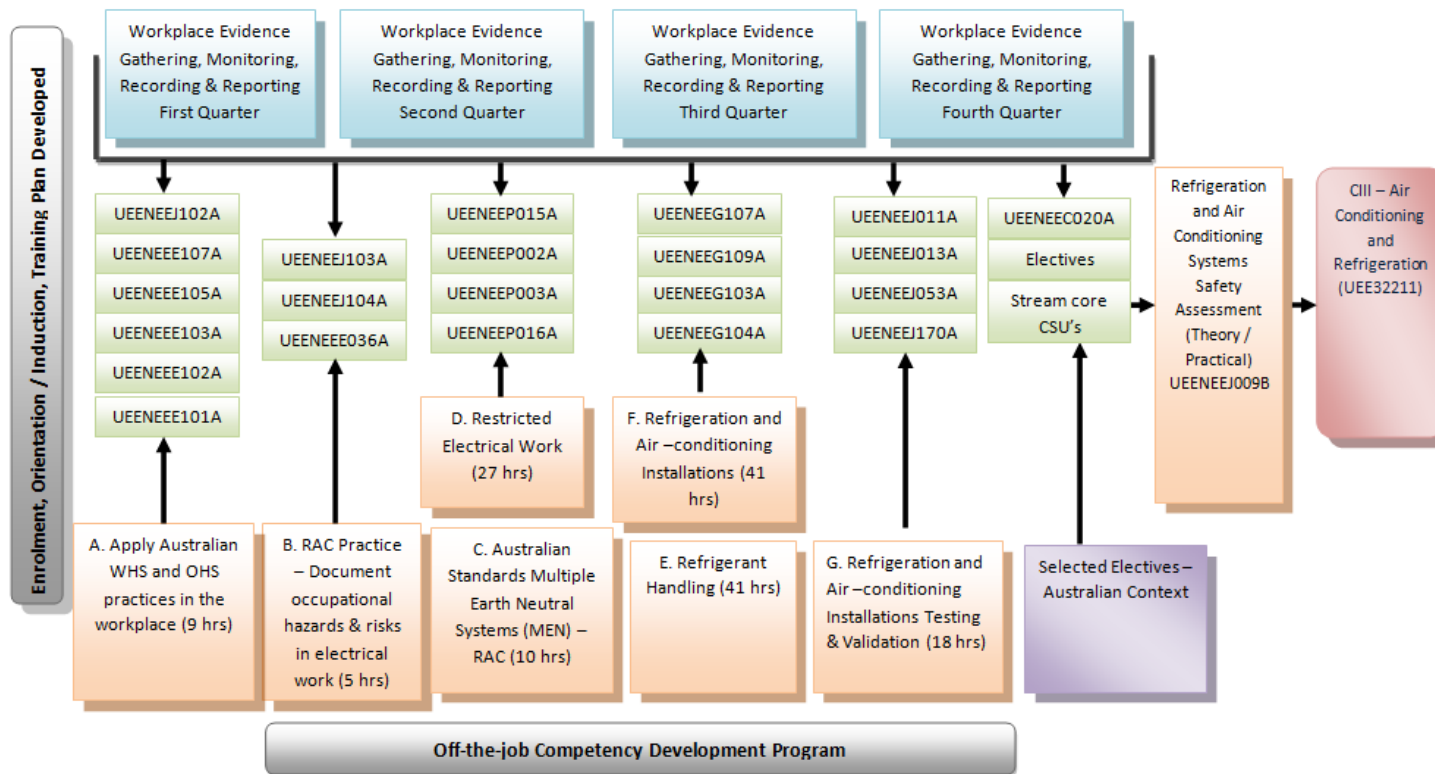 Enrolment, Orientation / Induction, Training Plan Developed
Workplace Evidence
Gathering, Monitoring,
Recording & Reporting
First Quarter
Workplace Evidence
Gathering, Monitoring,
Recording & Reporting
Second Quarter
Workplace Evidence
Gathering, Monitoring,
Recording & Reporting
Third Quarter
Workplace Evidence
Gathering, Monitoring,
Recording & Reporting
Fourth Quarter
UEENEEJ102A
UEENEEE107A
UEENEEE105A
UEENEEE103A
UEENEEE102A
UEENEEE101A
UEENEEJ103A
UEENEEJ104A
UEENEEE036A
UEENEEP015A
UEENEEP002A
UEENEEP003A
UEENEEP016A
UEENEEG107A
UEENEEG109A
UEENEEG103A
UEENEEG104A
UEENEEJ011A
UEENEEJ013A
UEENEEJ053A
UEENEEJ170A
UEENEEC020A
Electives
Stream core
CSU's
Refrigeration
and Air
Conditioning
Systems
Safety
Assessment
(Theory /
Practical)
UEENEEJ009B
CIII – Air
Conditioning
and
Refrigeration
(UEE32211)
D. Restricted
Electrical Work
(27 hrs)
F. Refrigeration and
Air –conditioning
Installations (41
hrs)
A. Apply Australian
WHS and OHS
practices in the
workplace (9 hrs)
B. RAC Practice
– Document
occupational
hazards & risks
in electrical
work (5 hrs)
C. Australian
Standards Multiple
Earth Neutral
Systems (MEN) –
RAC (10 hrs)
E. Refrigerant
Handling (41 hrs)
G. Refrigeration and
Air –conditioning
Installations Testing
& Validation (18 hrs)
Selected Electives –
Australian Context
Off-the-job Competency Development Program